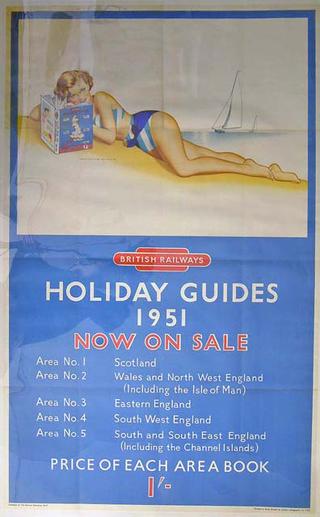 BRITISH RAILWAYS
HOLIDAY GUIDES
1951
NOW ON SALE
Area No. 1 Scotland
Area No. 2 Wales and North West England
(Including the Isle of Man)
Area No. 3 Eastern England
Area No. 4 South West England
Area No. 5 South and South East England
(Including the Channel Islands)
PRICE OF EACH AREA BOOK
1/-